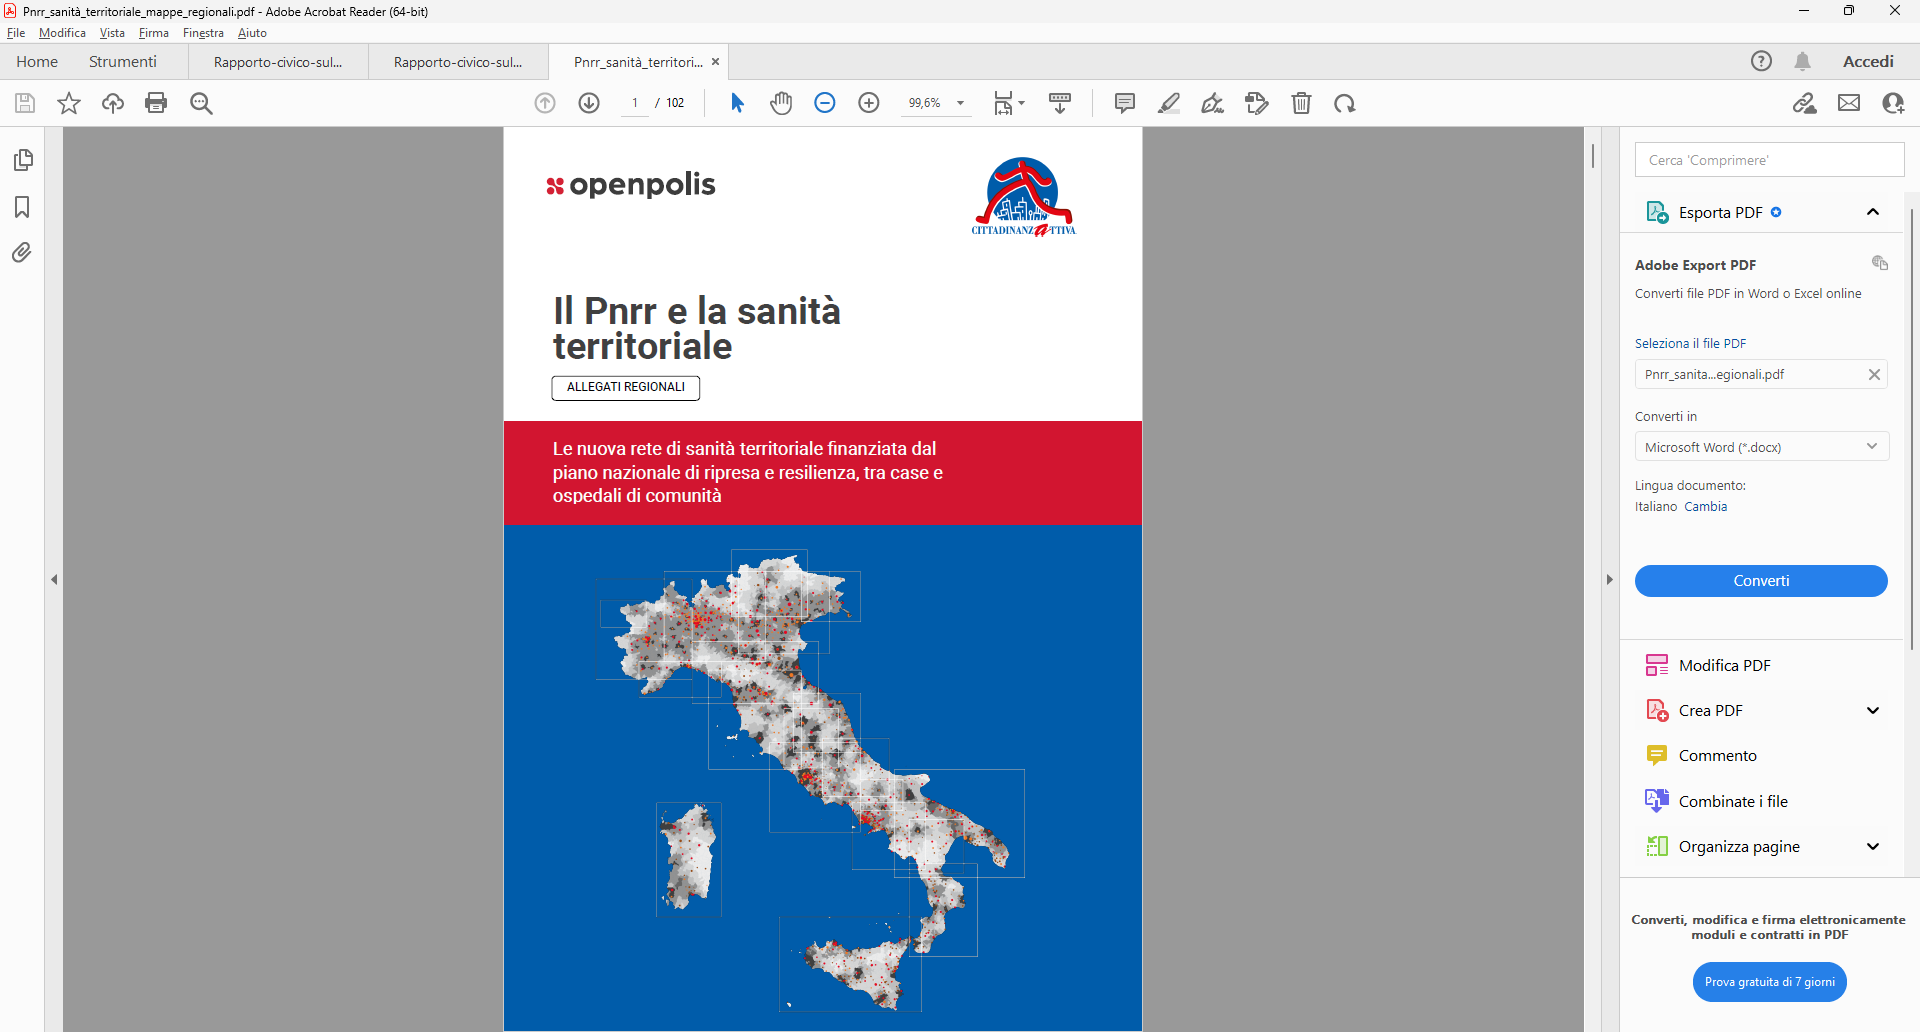 Pnrr_sanità_territoriale_mappe_regionali.pdf - Adobe Acrobat Reader (64-bit)
File Modifica Vista Firma Finestra Aiuto
Home Strumenti Rapporto-civico-sul... Rapporto-civico-sul... Pnrr_sanità_territori... Accedi
1 / 102 99,6%
openpolis
CITTADINANZATTIVA
Il Pnrr e la sanità
territoriale
ALLEGATI REGIONALI
Le nuova rete di sanità territoriale finanziata dal
piano nazionale di ripresa e resilienza, tra case e
ospedali di comunità
Cerca 'Comprimere'
Esporta PDF
Adobe Export PDF
Converti file PDF in Word o Excel online
Seleziona il file PDF
Pnrr_sanita...egionali.pdf
Converti in
Microsoft Word (*.docx)
Lingua documento:
Italiano Cambia
Converti
Modifica PDF
Crea PDF
Commento
Combinate i file
Organizza pagine
Converti, modifica e firma elettronicamente
moduli e contratti in PDF
Prova gratuita di 7 giorni